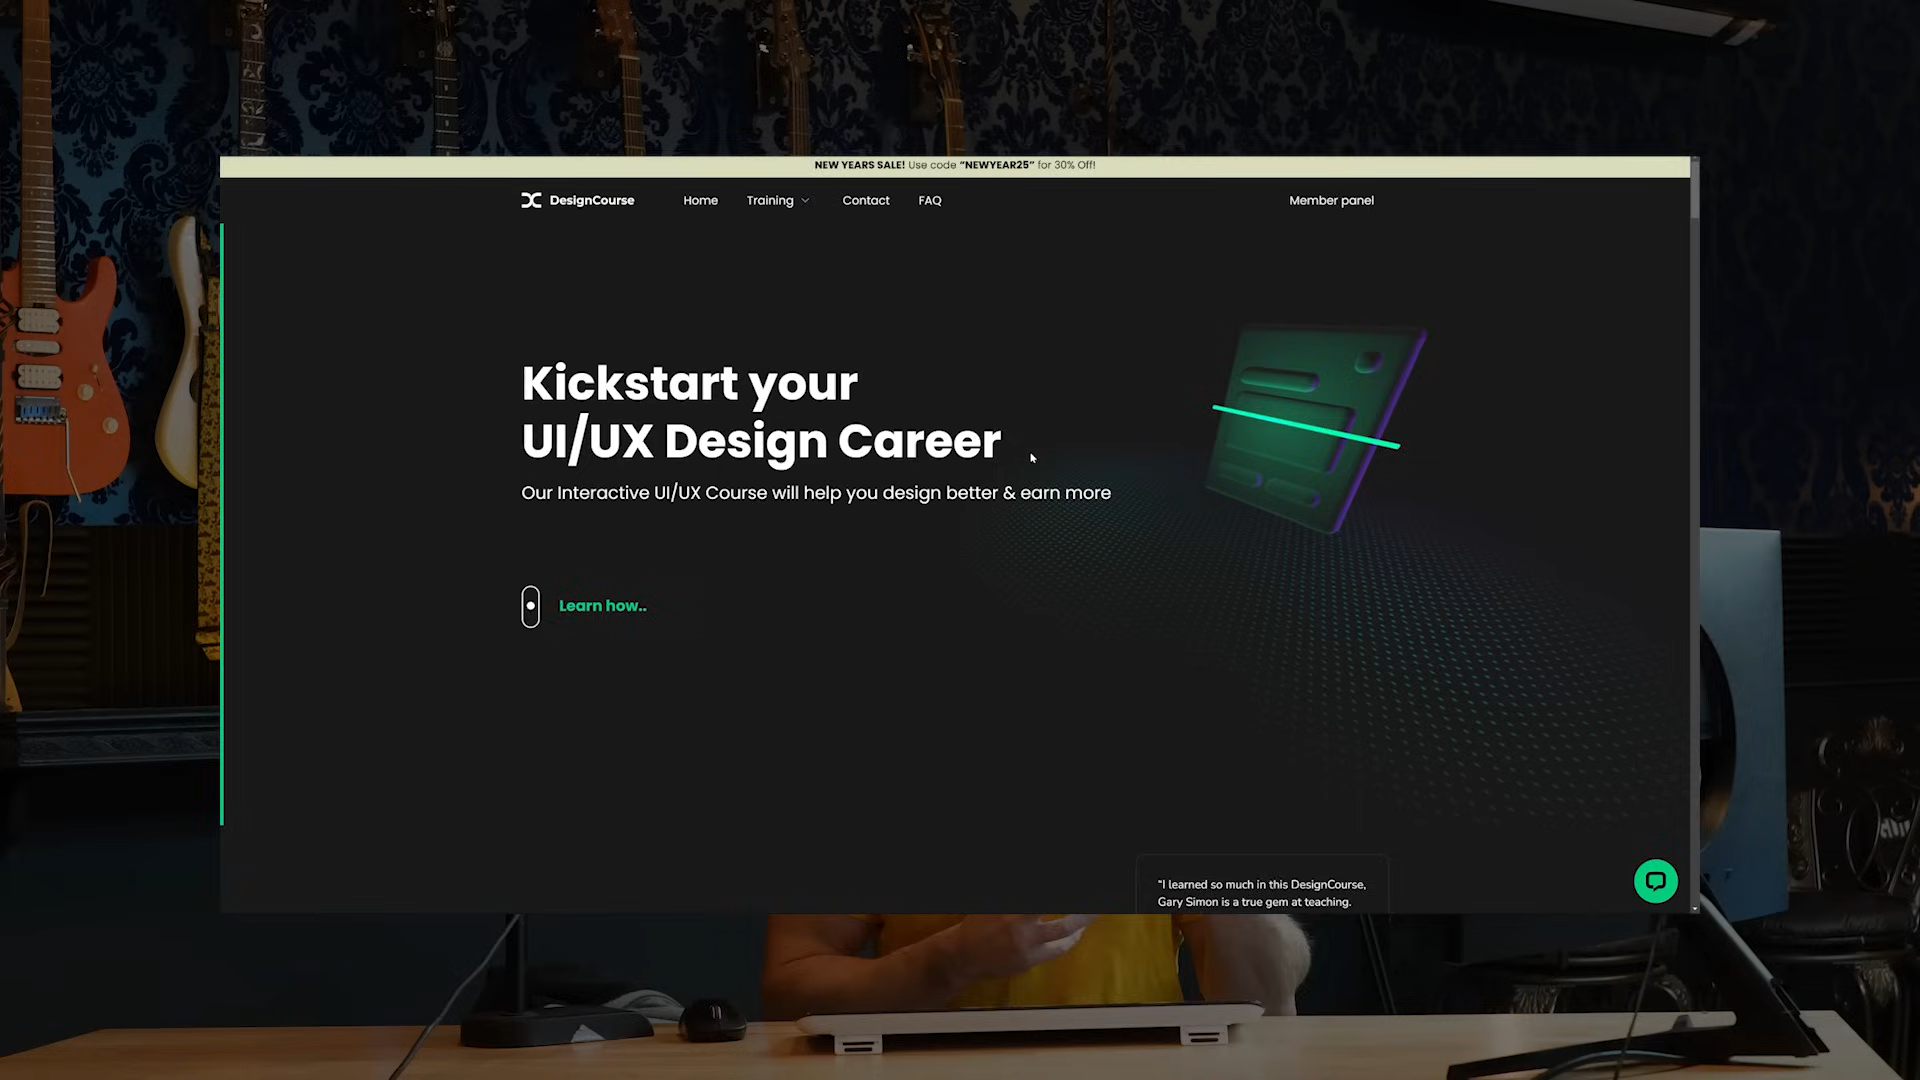 NEW YEARS SALE! Use code “NEWYEAR25” for 30% Off!
DesignCourse Home Training Contact FAQ Member panel
Kickstart your
UI/UX Design Career
Our Interactive UI/UX Course will help you design better & earn more
Learn how..
“I learned so much in this DesignCourse,
Gary Simon is a true gem at teaching.